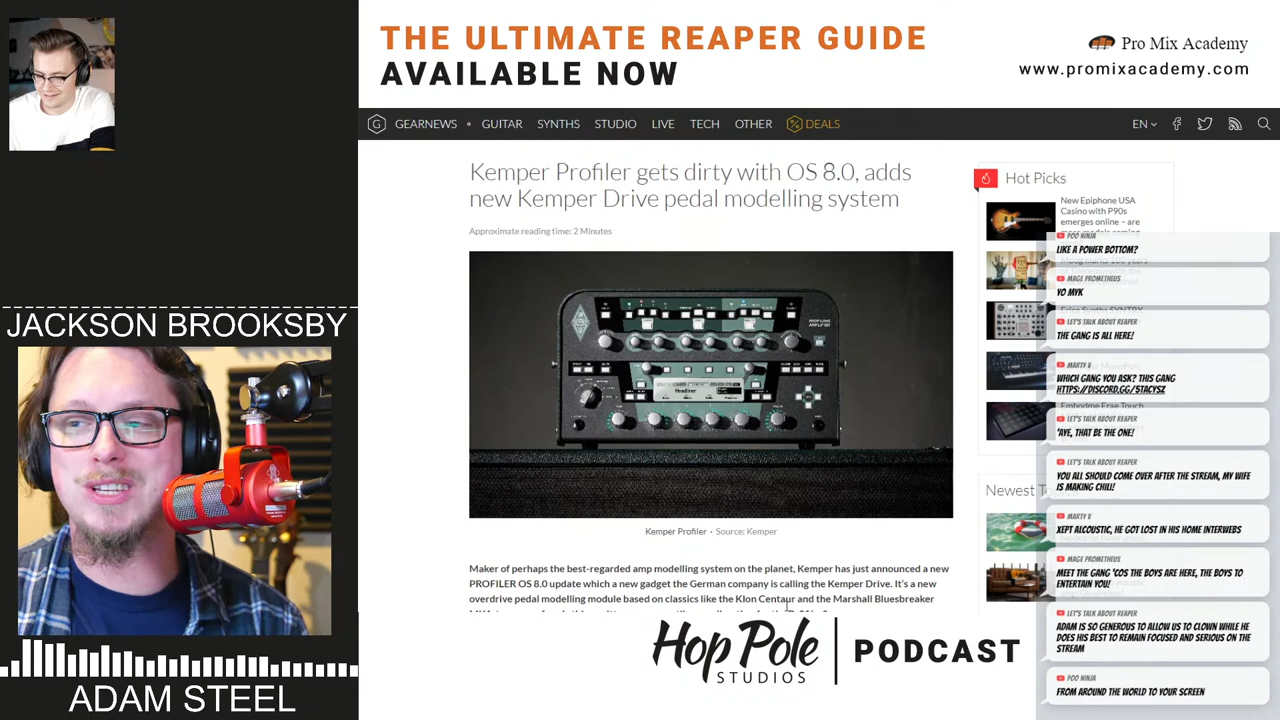 THE ULTIMATE REAPER GUIDE
AVAILABLE NOW
Pro Mix Academy
www.promixacademy.com
G GEARNEWS • GUITAR SYNTHS STUDIO LIVE TECH OTHER DEALS EN
Kemper Profiler gets dirty with OS 8.0, adds
new Kemper Drive pedal modelling system
Approximate reading time: 2 Minutes
Kemper Profiler · Source: Kemper
Maker of perhaps the best-regarded amp modelling system on the planet, Kemper has just announced a new
PROFILER OS 8.0 update which a new gadget the German company is calling the Kemper Drive. It's a new
overdrive pedal modelling module based on classics like the Klon Centaur and the Marshall Bluesbreaker
Hot Picks
New Epiphone USA
Casino with P90s
emerges online – are
Newest
POO NINJA
LIKE A POWER BOTTOM?
MAGE PROMETHEUS
YO MYK
LET'S TALK ABOUT REAPER
THE GANG IS ALL HERE!
MARTY V
WHICH GANG YOU ASK? THIS GANG
HTTPS://DISCORD.GG/5TACYSZ
LET'S TALK ABOUT REAPER
'AYE, THAT BE THE ONE!
LET'S TALK ABOUT REAPER
YOU ALL SHOULD COME OVER AFTER THE STREAM, MY WIFE
IS MAKING CHILI!
MARTY V
XEPT ALCOUSTIC, HE GOT LOST IN HIS HOME INTERWEBS
MAGE PROMETHEUS
MEET THE GANG 'COS THE BOYS ARE HERE, THE BOYS TO
ENTERTAIN YOU!
LET'S TALK ABOUT REAPER
ADAM IS SO GENEROUS TO ALLOW US TO CLOWN WHILE HE
DOES HIS BEST TO REMAIN FOCUSED AND SERIOUS ON THE
STREAM
POO NINJA
FROM AROUND THE WORLD TO YOUR SCREEN
JACKSON BROOKSBY
ADAM STEEL
Hop Pole
STUDIOS
PODCAST